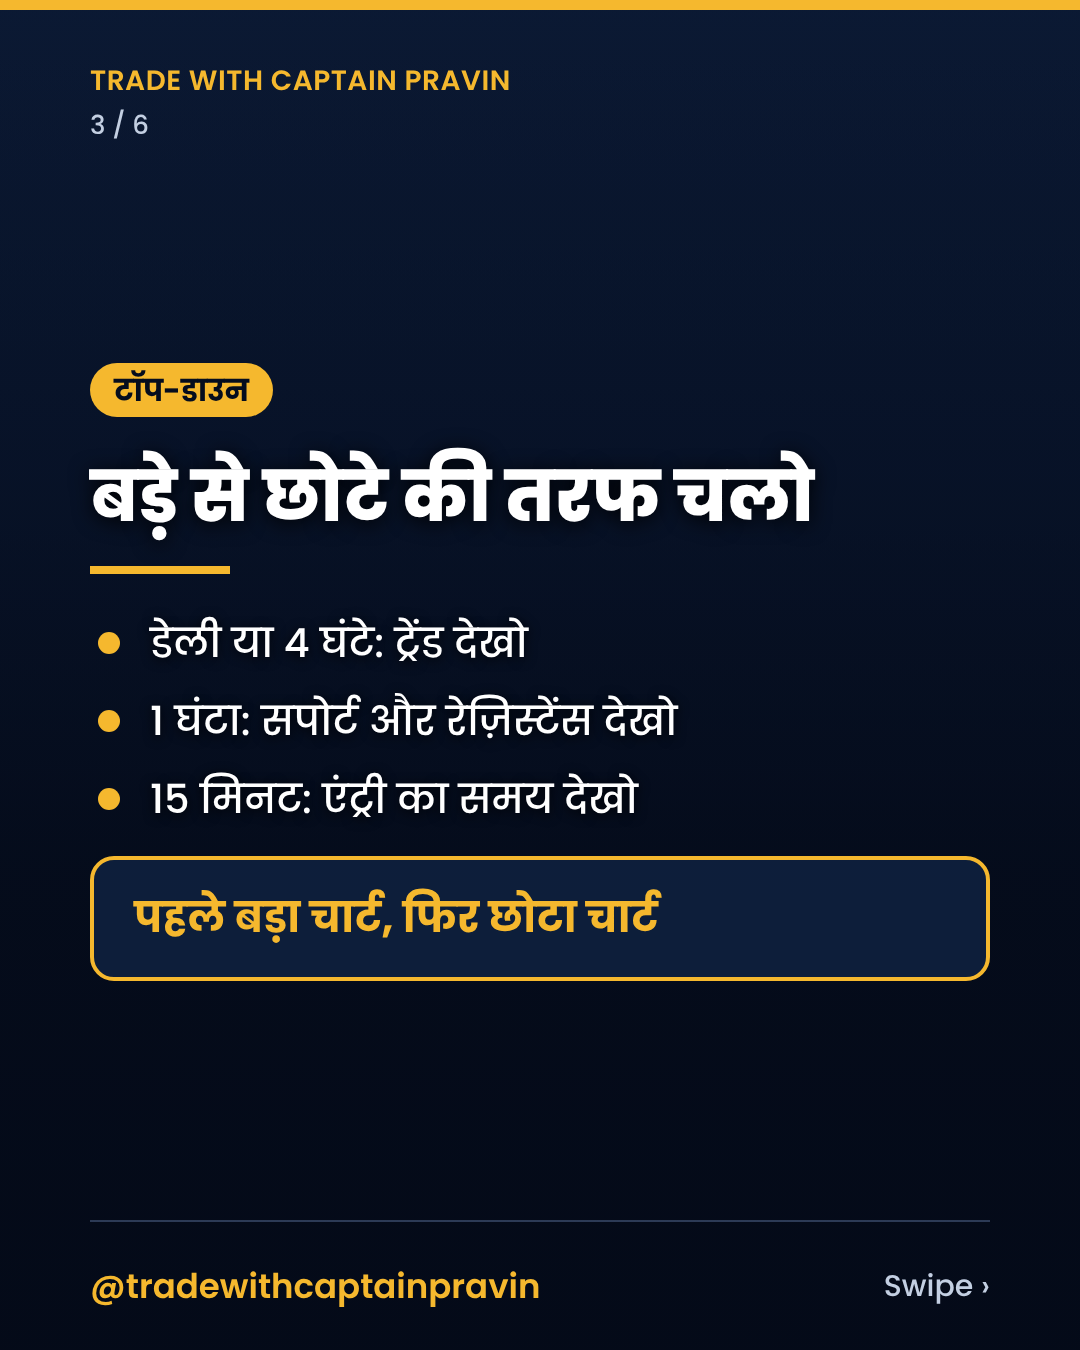 TRADE WITH CAPTAIN PRAVIN
3 / 6
टॉप-डाउन
बड़े से छोटे की तरफ चलो
डेली या 4 घंटे: ट्रेंड देखो
1 घंटा: सपोर्ट और रेज़िस्टेंस देखो
15 मिनट: एंट्री का समय देखो
पहले बड़ा चार्ट, फिर छोटा चार्ट
@tradewithcaptainpravin
Swipe ›